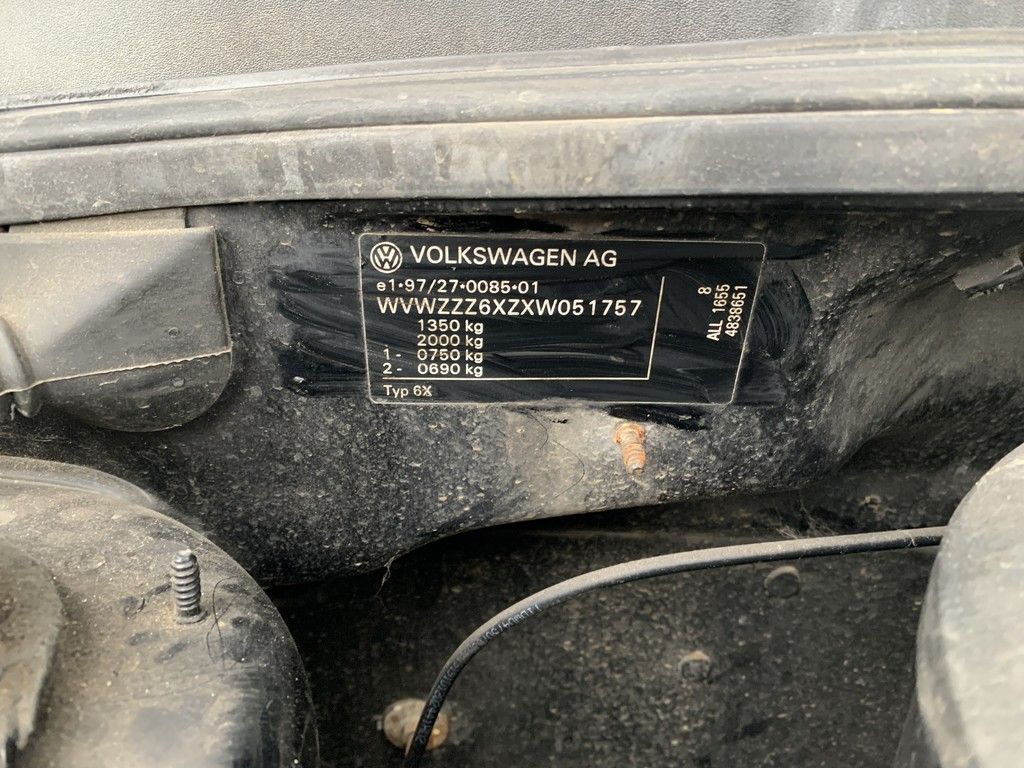 VOLKSWAGEN AG
e1*97/27*0085*01
WVWZZZ6XZXW051757
1350 kg
2000 kg
1- 0750 kg
2- 0690 kg
Typ 6X
8
ALL 1655
4838651